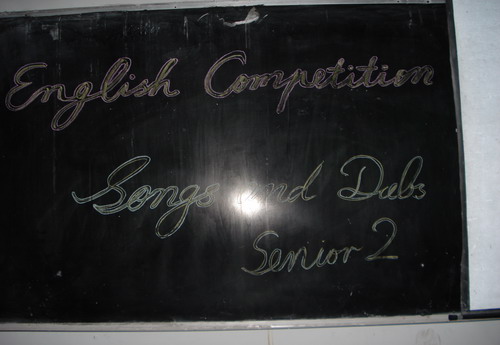 English Competition
Songs and Dubs
Senior 2